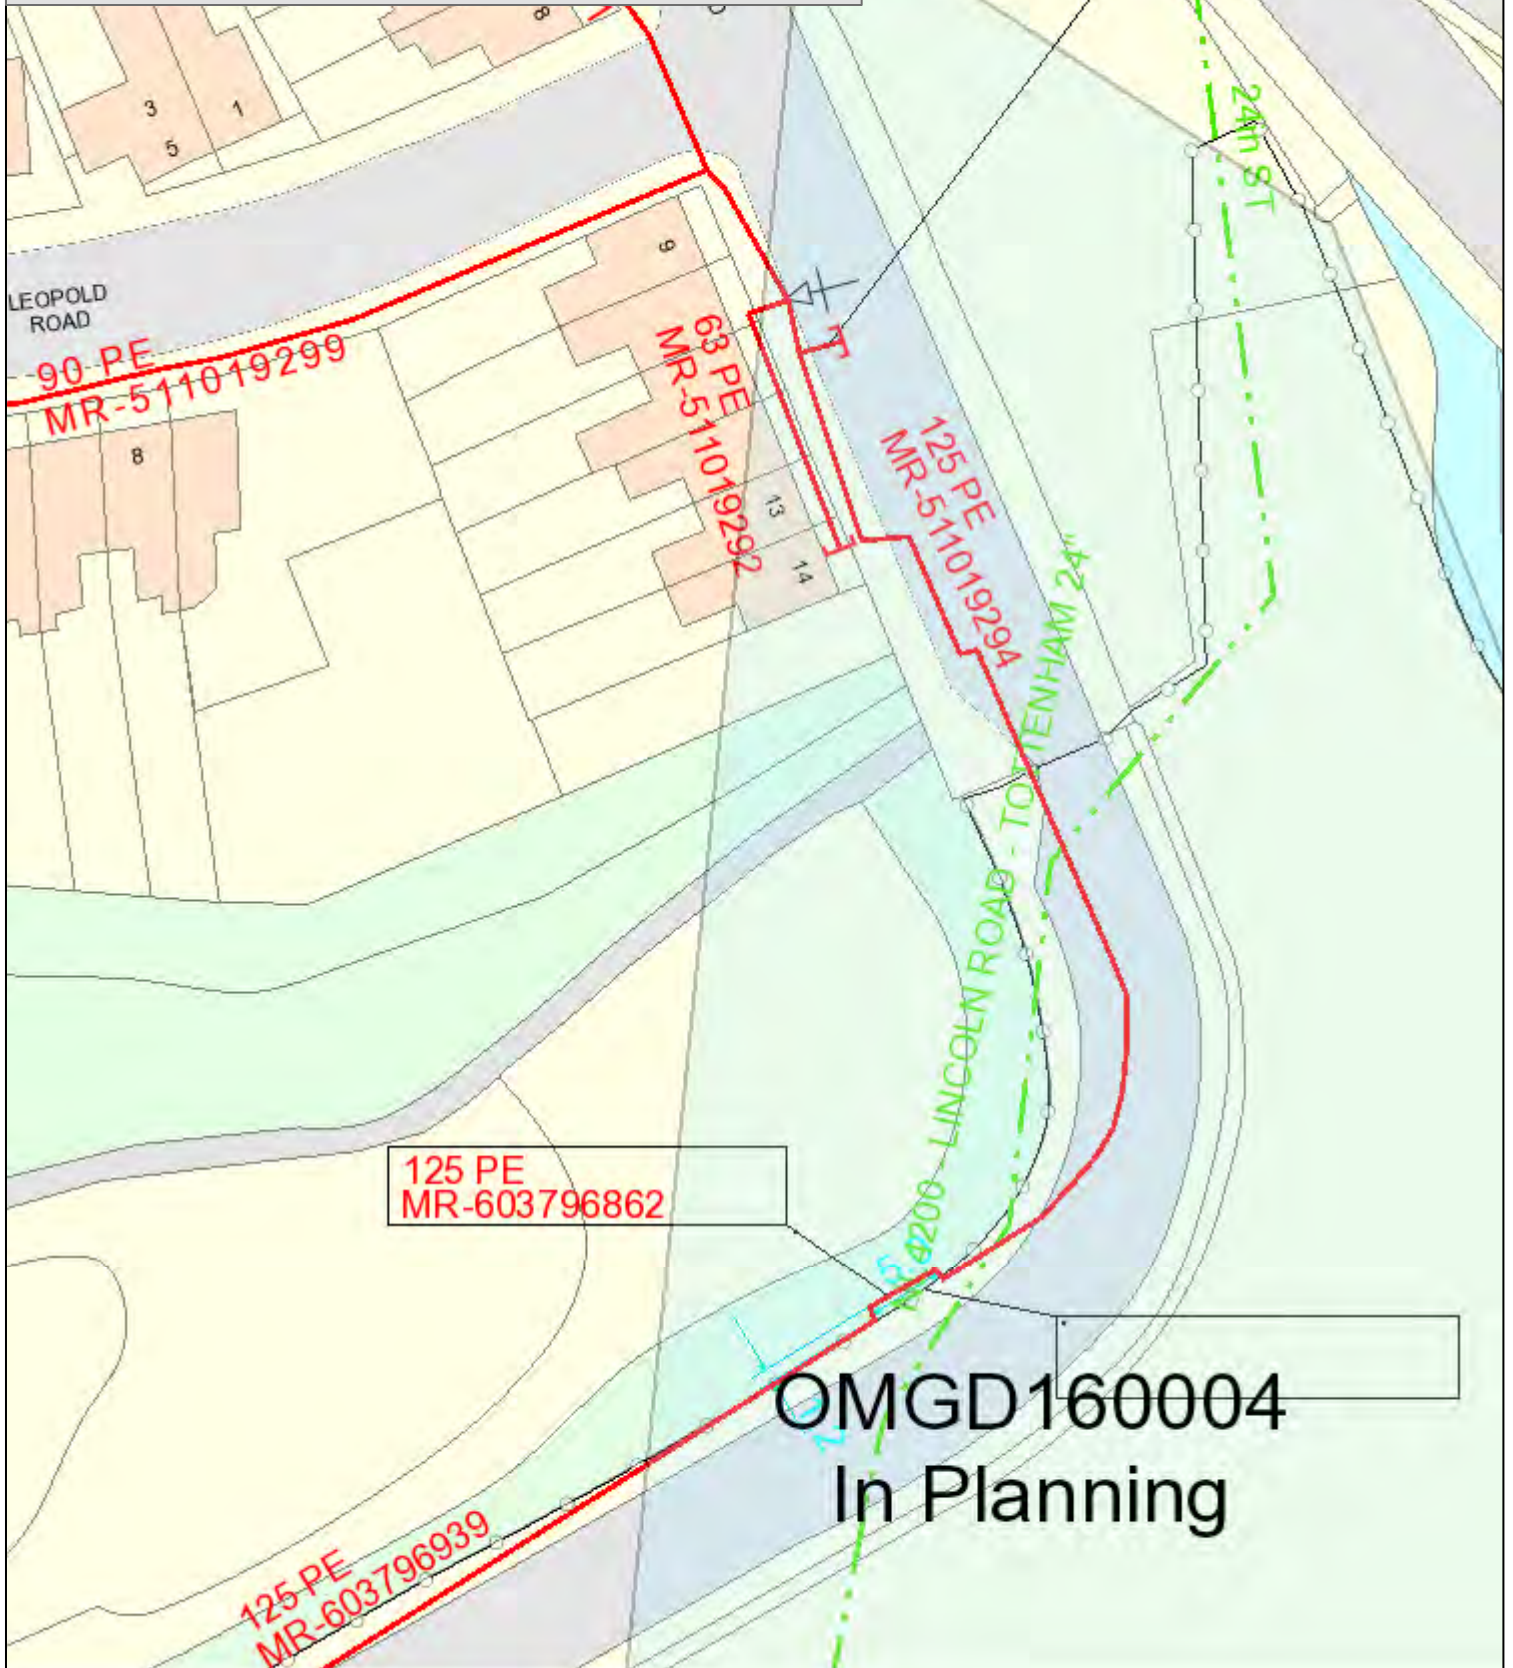 3
1
5
8
9
LEOPOLD
ROAD
90 PE
MR-511019299
8
63 PE
MR-511019292
13
14
24in ST
125 PE
MR-511019294
LINCOLN ROAD - TOTTENHAM 24"
125 PE
MR-603796862
OMGD160004
In Planning
125 PE
MR-603796939